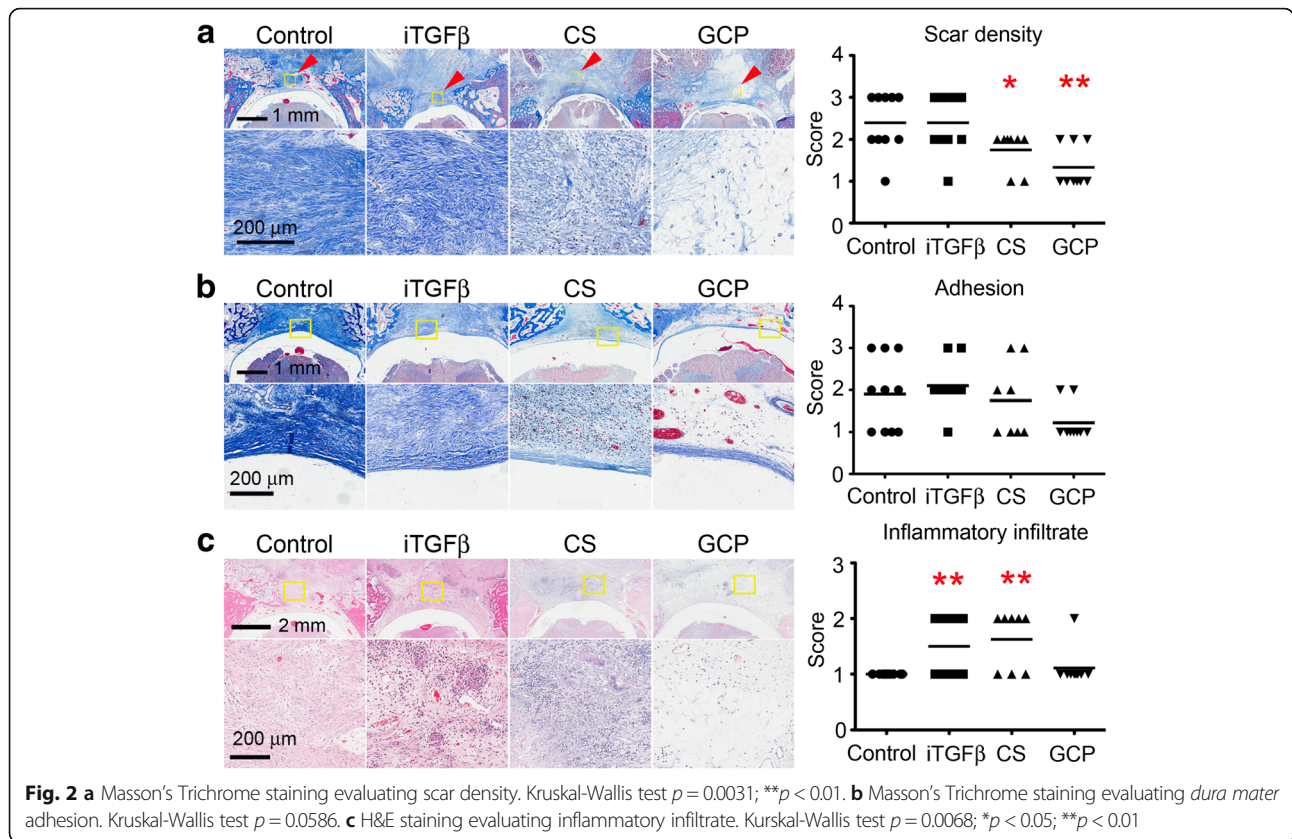 a
Control iTGFβ CS GCP
1 mm
200 µm
Scar density
Score
4
3
2
1
0
* **
Control iTGFβ CS GCP
b
Control iTGFβ CS GCP
1 mm
200 µm
Adhesion
Score
4
3
2
1
0
Control iTGFβ CS GCP
c
Control iTGFβ CS GCP
2 mm
200 µm
Inflammatory infiltrate
Score
3
2
1
0
** **
Control iTGFβ CS GCP
Fig. 2 a Masson's Trichrome staining evaluating scar density. Kruskal-Wallis test p = 0.0031; **p < 0.01. b Masson's Trichrome staining evaluating dura mater
adhesion. Kruskal-Wallis test p = 0.0586. c H&E staining evaluating inflammatory infiltrate. Kurskal-Wallis test p = 0.0068; *p < 0.05; **p < 0.01